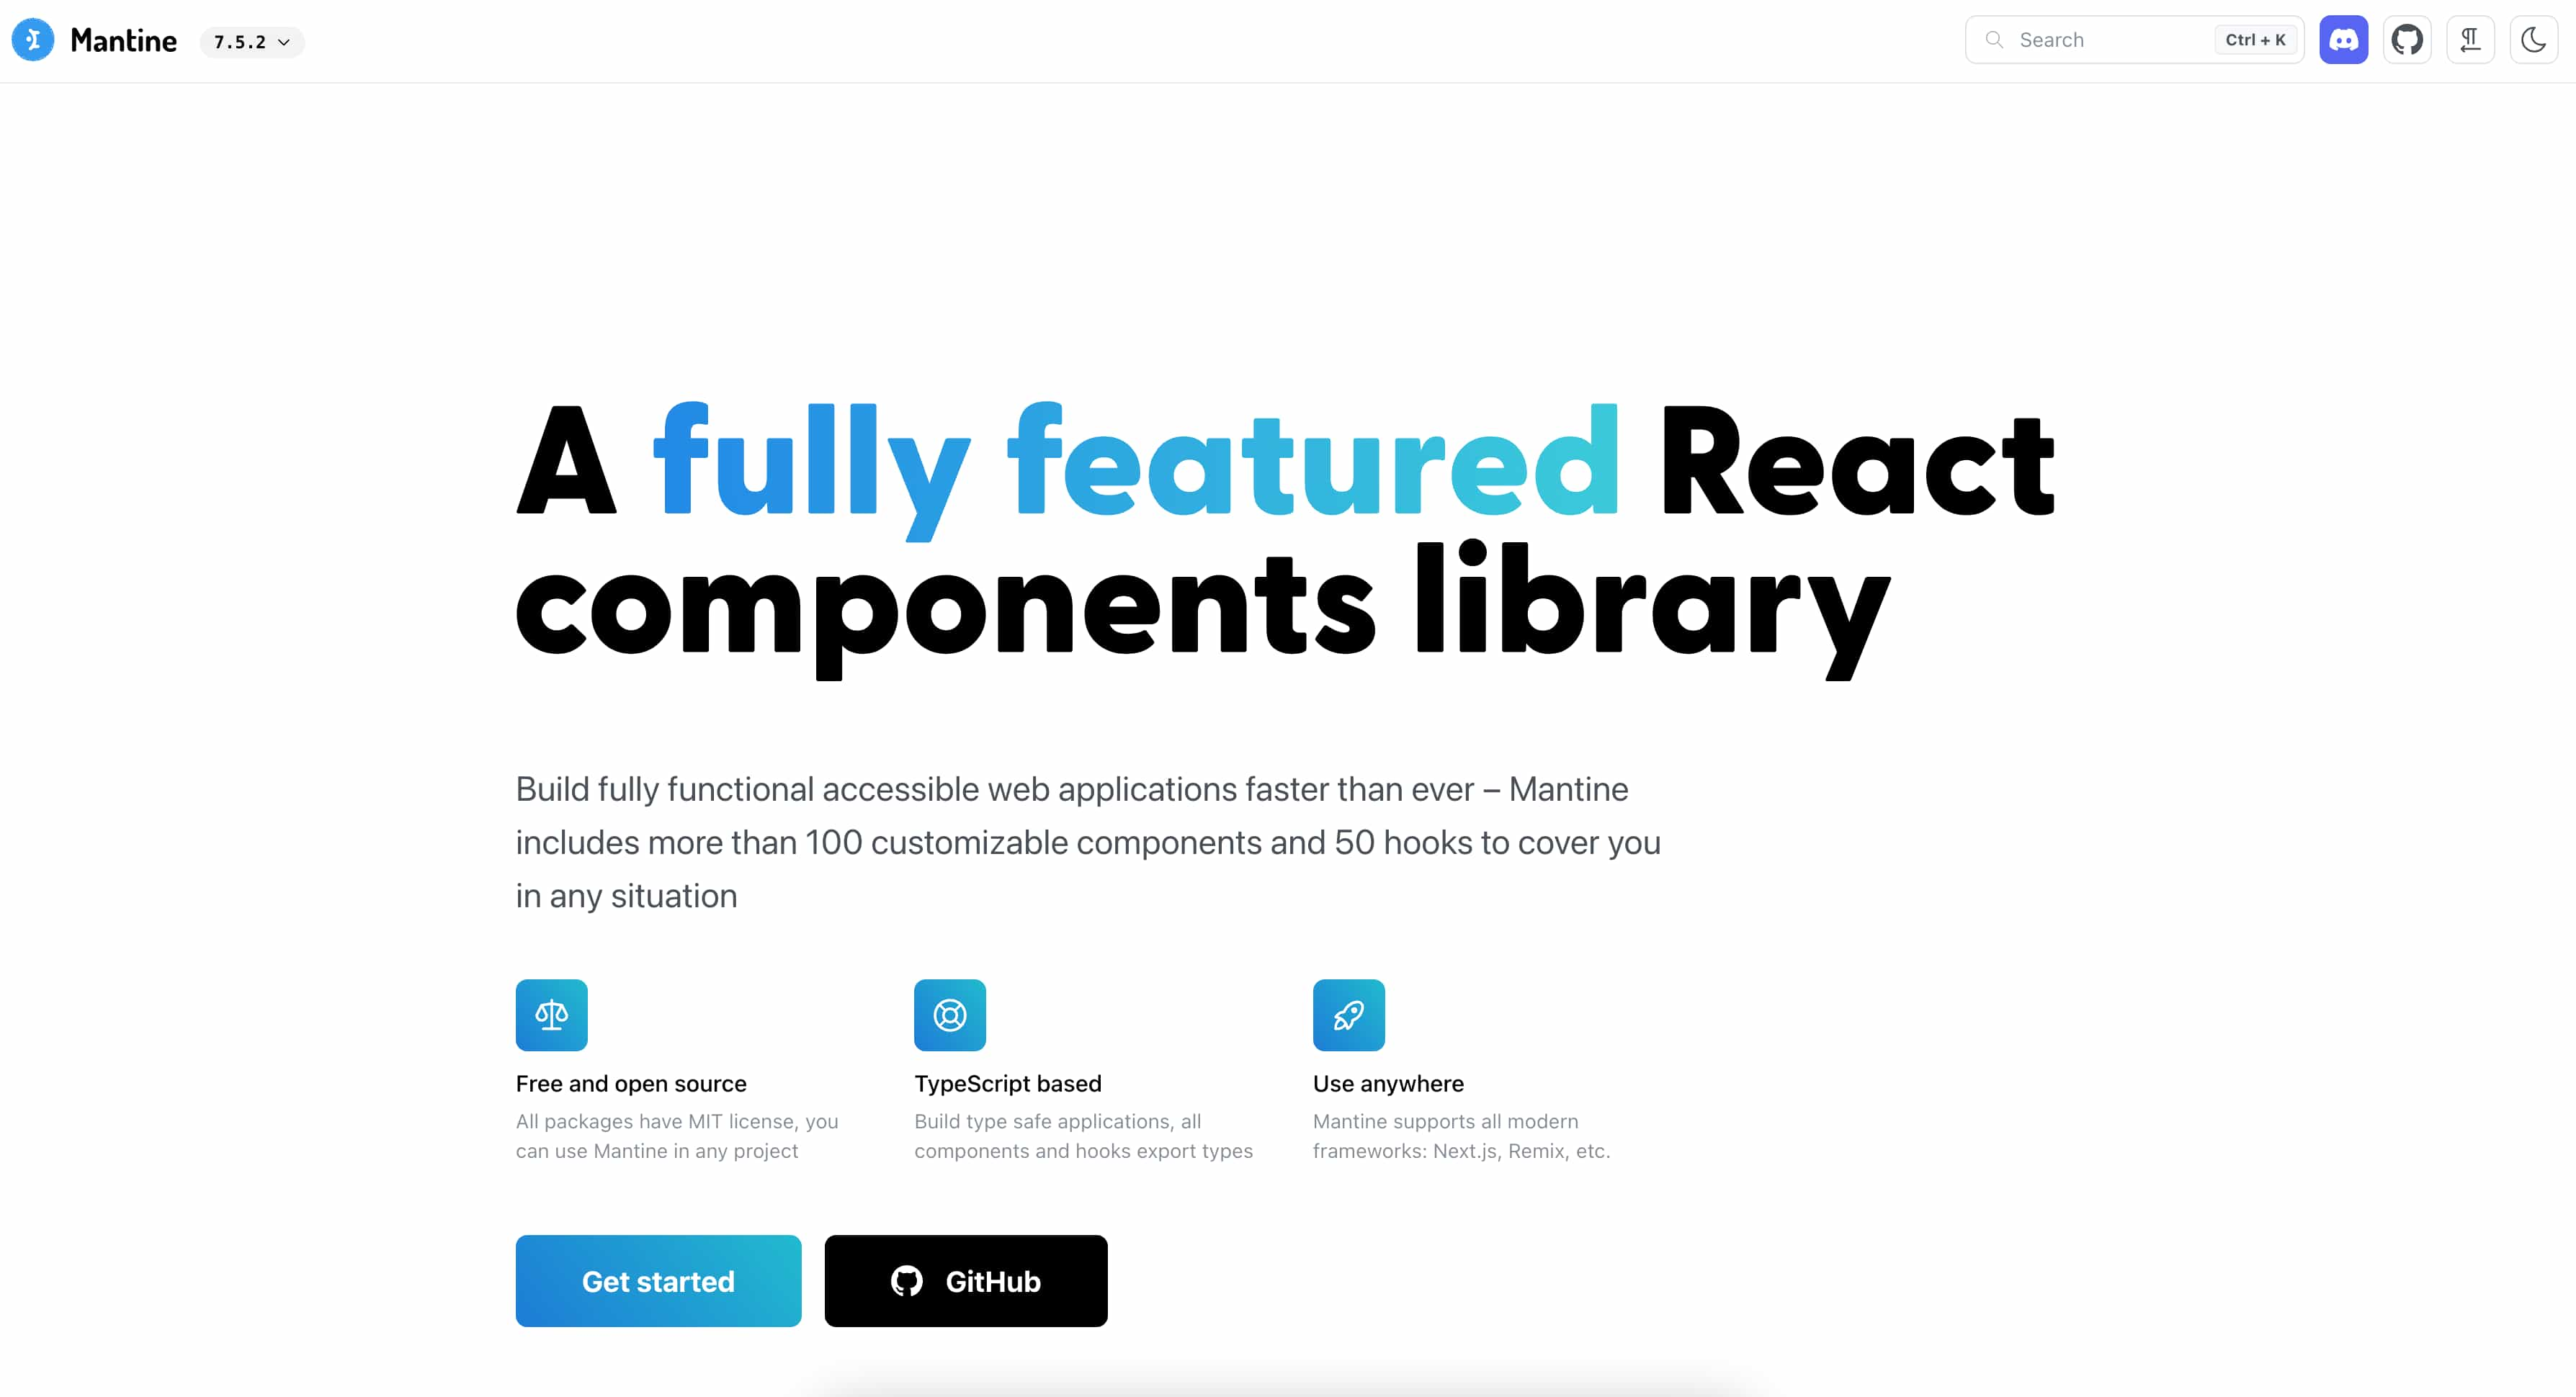 Mantine 7.5.2 Search Ctrl + K
A fully featured React
components library
Build fully functional accessible web applications faster than ever – Mantine
includes more than 100 customizable components and 50 hooks to cover you
in any situation
Free and open source
All packages have MIT license, you
can use Mantine in any project
TypeScript based
Build type safe applications, all
components and hooks export types
Use anywhere
Mantine supports all modern
frameworks: Next.js, Remix, etc.
Get started GitHub